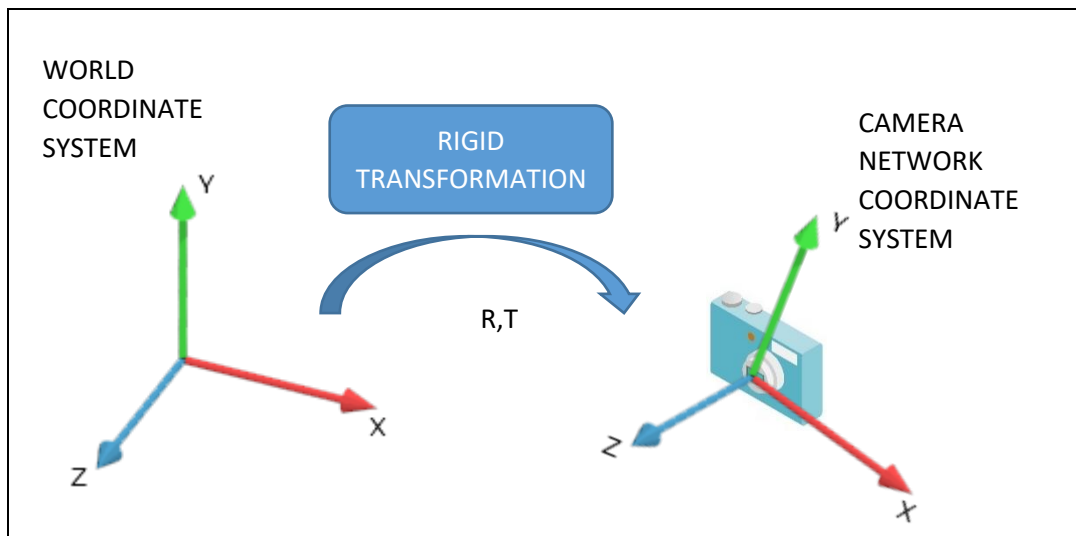 WORLD
COORDINATE
SYSTEM
Y
X
Z
RIGID
TRANSFORMATION
R,T
CAMERA
NETWORK
COORDINATE
SYSTEM
Y
Z
X